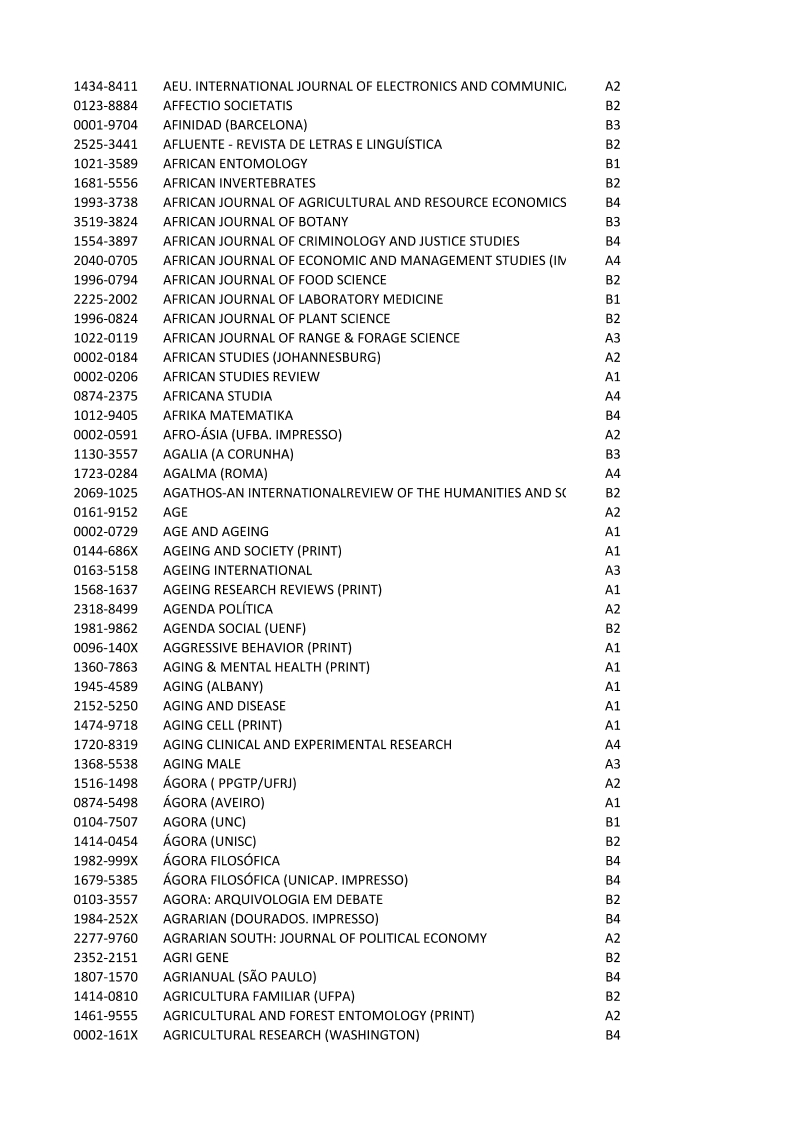 1434-8411 AEU. INTERNATIONAL JOURNAL OF ELECTRONICS AND COMMUNICA A2
0123-8884 AFFECTIO SOCIETATIS B2
0001-9704 AFINIDAD (BARCELONA) B3
2525-3441 AFLUENTE - REVISTA DE LETRAS E LINGUÍSTICA B2
1021-3589 AFRICAN ENTOMOLOGY B1
1681-5556 AFRICAN INVERTEBRATES B2
1993-3738 AFRICAN JOURNAL OF AGRICULTURAL AND RESOURCE ECONOMICS B4
3519-3824 AFRICAN JOURNAL OF BOTANY B3
1554-3897 AFRICAN JOURNAL OF CRIMINOLOGY AND JUSTICE STUDIES B4
2040-0705 AFRICAN JOURNAL OF ECONOMIC AND MANAGEMENT STUDIES (IM A4
1996-0794 AFRICAN JOURNAL OF FOOD SCIENCE B2
2225-2002 AFRICAN JOURNAL OF LABORATORY MEDICINE B1
1996-0824 AFRICAN JOURNAL OF PLANT SCIENCE B2
1022-0119 AFRICAN JOURNAL OF RANGE & FORAGE SCIENCE A3
0002-0184 AFRICAN STUDIES (JOHANNESBURG) A2
0002-0206 AFRICAN STUDIES REVIEW A1
0874-2375 AFRICANA STUDIA A4
1012-9405 AFRIKA MATEMATIKA B4
0002-0591 AFRO-ÁSIA (UFBA. IMPRESSO) A2
1130-3557 AGALIA (A CORUNHA) B3
1723-0284 AGALMA (ROMA) A4
2069-1025 AGATHOS-AN INTERNATIONALREVIEW OF THE HUMANITIES AND SO B2
0161-9152 AGE A2
0002-0729 AGE AND AGEING A1
0144-686X AGEING AND SOCIETY (PRINT) A1
0163-5158 AGEING INTERNATIONAL A3
1568-1637 AGEING RESEARCH REVIEWS (PRINT) A1
2318-8499 AGENDA POLÍTICA A2
1981-9862 AGENDA SOCIAL (UENF) B2
0096-140X AGGRESSIVE BEHAVIOR (PRINT) A1
1360-7863 AGING & MENTAL HEALTH (PRINT) A1
1945-4589 AGING (ALBANY) A1
2152-5250 AGING AND DISEASE A1
1474-9718 AGING CELL (PRINT) A1
1720-8319 AGING CLINICAL AND EXPERIMENTAL RESEARCH A4
1368-5538 AGING MALE A3
1516-1498 ÁGORA ( PPGTP/UFRJ) A2
0874-5498 ÁGORA (AVEIRO) A1
0104-7507 AGORA (UNC) B1
1414-0454 ÁGORA (UNISC) B2
1982-999X ÁGORA FILOSÓFICA B4
1679-5385 ÁGORA FILOSÓFICA (UNICAP. IMPRESSO) B4
0103-3557 AGORA: ARQUIVOLOGIA EM DEBATE B2
1984-252X AGRARIAN (DOURADOS. IMPRESSO) B4
2277-9760 AGRARIAN SOUTH: JOURNAL OF POLITICAL ECONOMY A2
2352-2151 AGRI GENE B2
1807-1570 AGRIANUAL (SÃO PAULO) B4
1414-0810 AGRICULTURA FAMILIAR (UFPA) B2
1461-9555 AGRICULTURAL AND FOREST ENTOMOLOGY (PRINT) A2
0002-161X AGRICULTURAL RESEARCH (WASHINGTON) B4